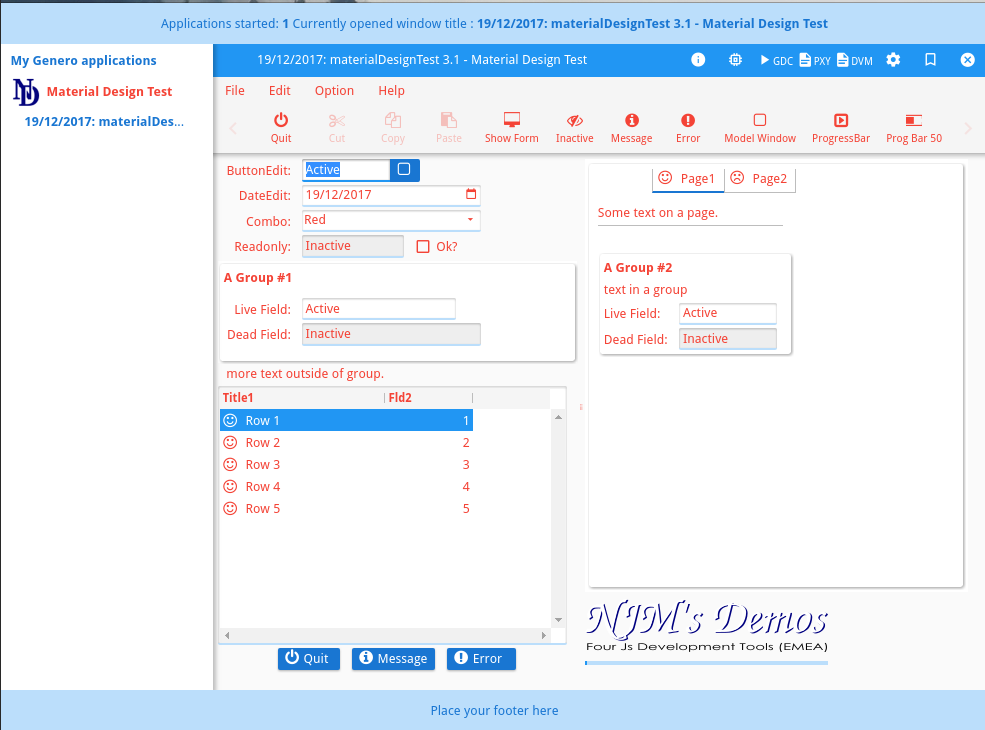 Applications started: 1 Currently opened window title : 19/12/2017: materialDesignTest 3.1 - Material Design Test
My Genero applications
Material Design Test
19/12/2017: materialDes...
19/12/2017: materialDesignTest 3.1 - Material Design Test
GDC PXY DVM
File Edit Option Help
Quit Cut Copy Paste Show Form Inactive Message Error Model Window ProgressBar Prog Bar 50
ButtonEdit: Active
DateEdit: 19/12/2017
Combo: Red
Readonly: Inactive Ok?
A Group #1
Live Field: Active
Dead Field: Inactive
more text outside of group.
Title1 Fld2
Row 1 1
Row 2 2
Row 3 3
Row 4 4
Row 5 5
Quit Message Error
Page1 Page2
Some text on a page.
A Group #2
text in a group
Live Field: Active
Dead Field: Inactive
NJM's Demos
Four Js Development Tools (EMEA)
Place your footer here